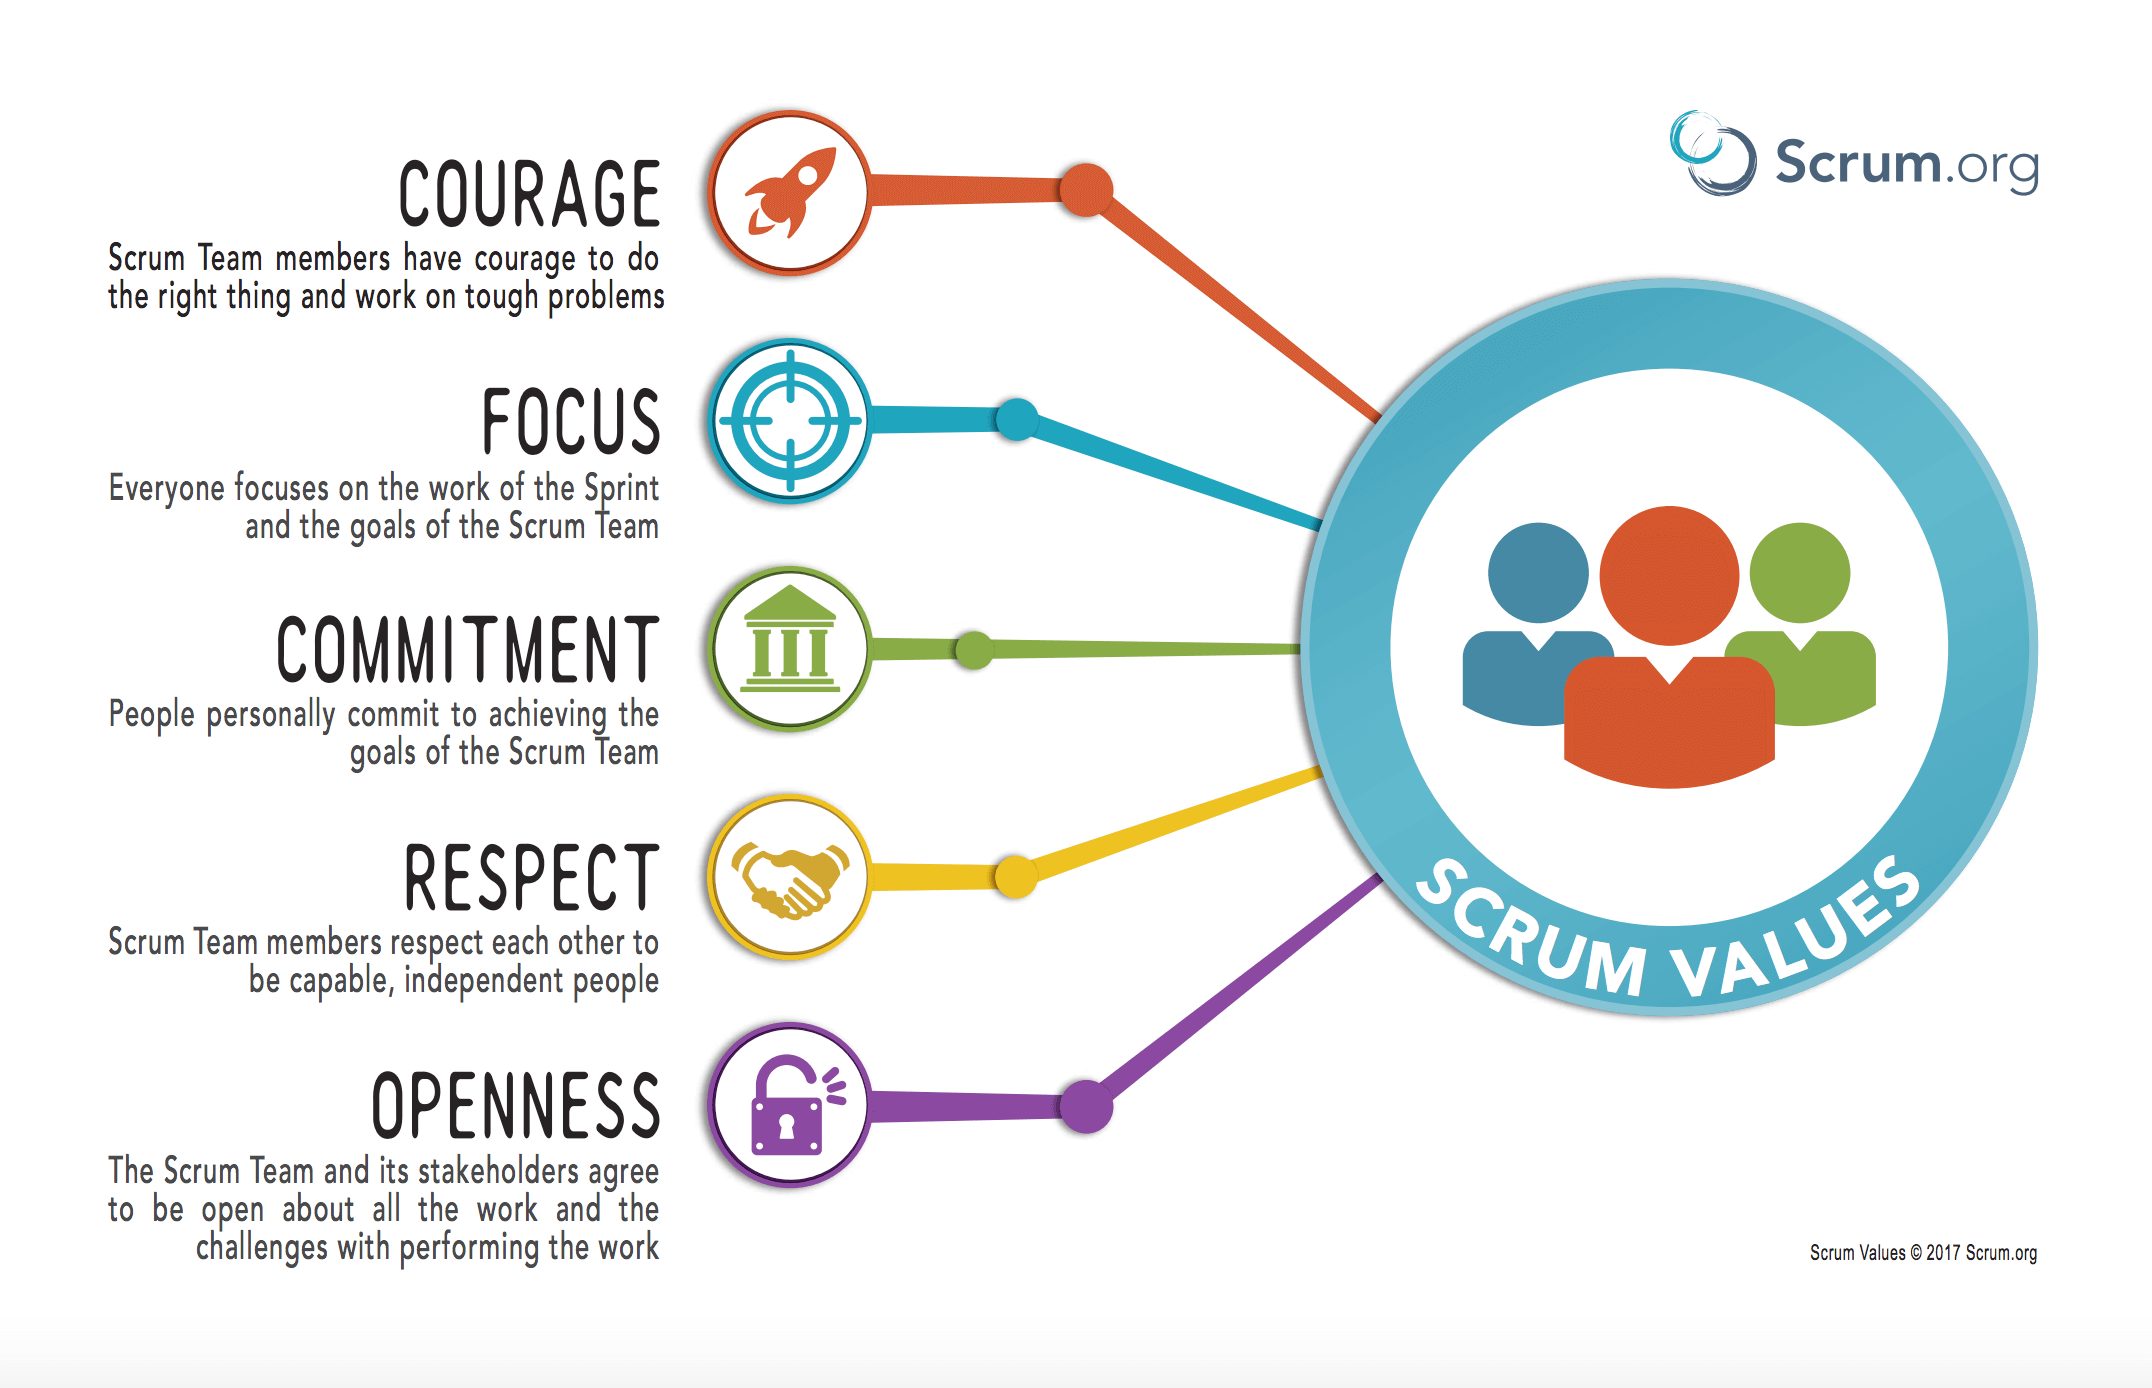 Scrum.org
COURAGE
Scrum Team members have courage to do
the right thing and work on tough problems
FOCUS
Everyone focuses on the work of the Sprint
and the goals of the Scrum Team
COMMITMENT
People personally commit to achieving the
goals of the Scrum Team
RESPECT
Scrum Team members respect each other to
be capable, independent people
OPENNESS
The Scrum Team and its stakeholders agree
to be open about all the work and the
challenges with performing the work
SCRUM VALUES
Scrum Values © 2017 Scrum.org